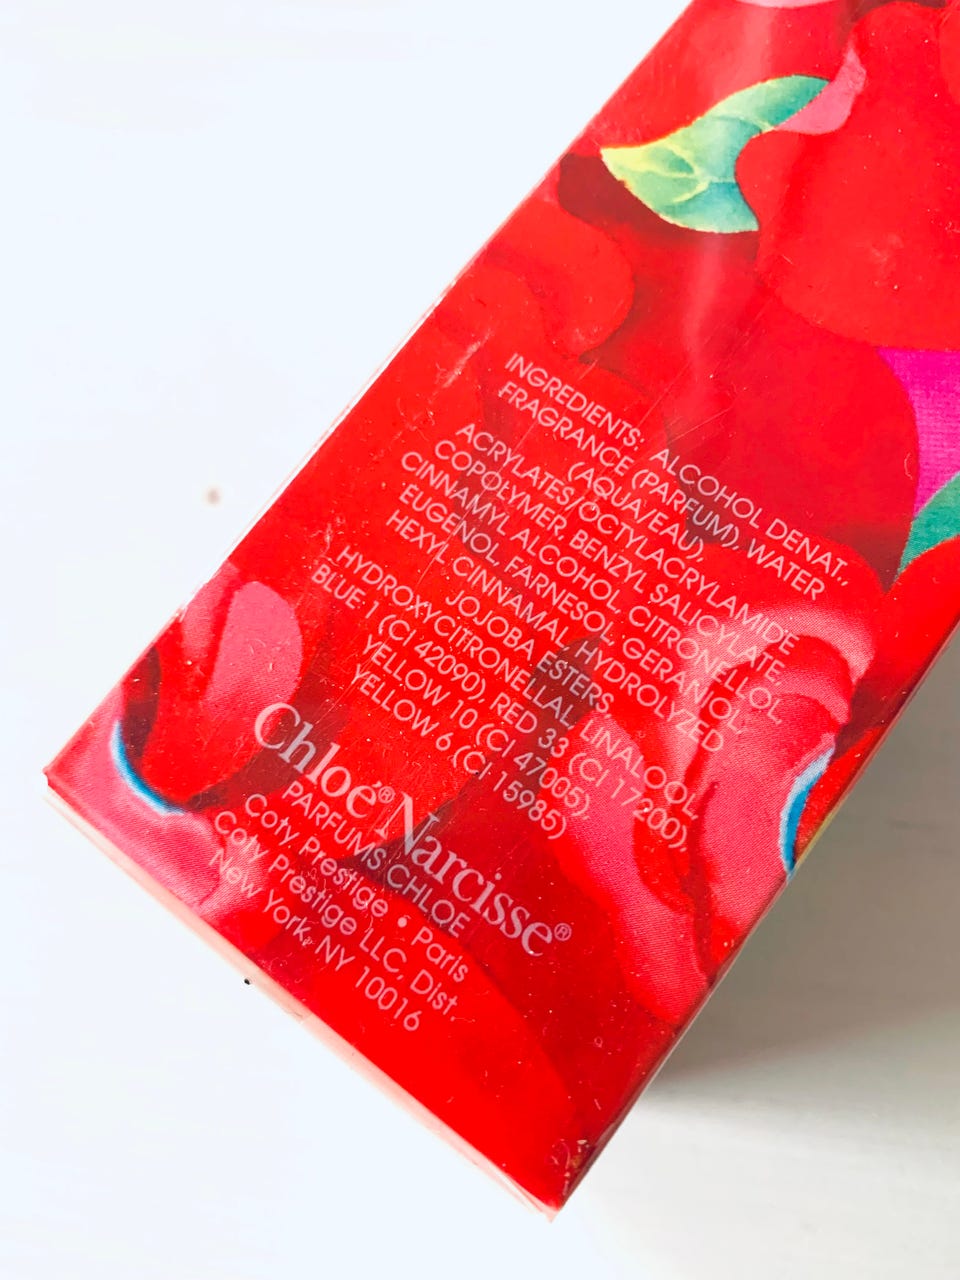 INGREDIENTS: ALCOHOL DENAT.,
FRAGRANCE (PARFUM), WATER
(AQUA/EAU),
ACRYLATES/OCTYLACRYLAMIDE
COPOLYMER, BENZYL SALICYLATE,
CINNAMYL ALCOHOL, CITRONELLOL,
EUGENOL, FARNESOL, GERANIOL,
HEXYL CINNAMAL, HYDROLYZED
JOJOBA ESTERS,
HYDROXYCITRONELLAL, LINALOOL,
BLUE 1 (CI 42090), RED 33 (CI 17200),
YELLOW 10 (CI 47005),
YELLOW 6 (CI 15985)
Chloé® Narcisse®
PARFUMS CHLOE
Coty Prestige • Paris
Coty Prestige LLC, Dist.
New York, NY 10016